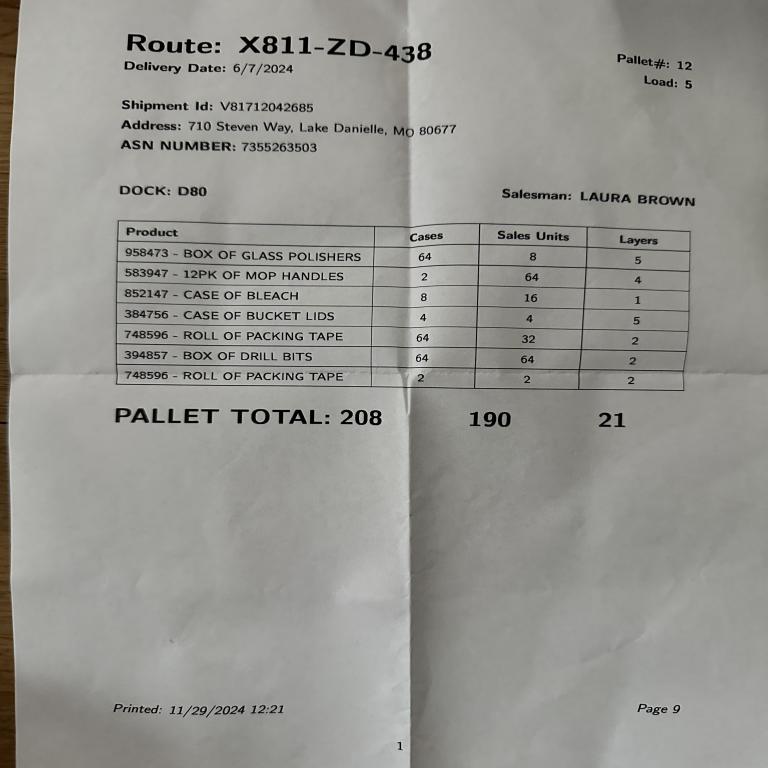 Route: X811-ZD-438
Pallet#: 12
Delivery Date: 6/7/2024
Load: 5
Shipment Id: V81712042685
Address: 710 Steven Way, Lake Danielle, MO 80677
ASN NUMBER: 7355263503
DOCK: D80 Salesman: LAURA BROWN
Product Cases Sales Units Layers
958473 - BOX OF GLASS POLISHERS 64 8 5
583947 - 12PK OF MOP HANDLES 2 64 4
852147 - CASE OF BLEACH 8 16 1
384756 - CASE OF BUCKET LIDS 4 4 5
748596 - ROLL OF PACKING TAPE 64 32 2
394857 - BOX OF DRILL BITS 64 64 2
748596 - ROLL OF PACKING TAPE 2 2 2
PALLET TOTAL: 208 190 21
Printed: 11/29/2024 12:21 Page 9
1